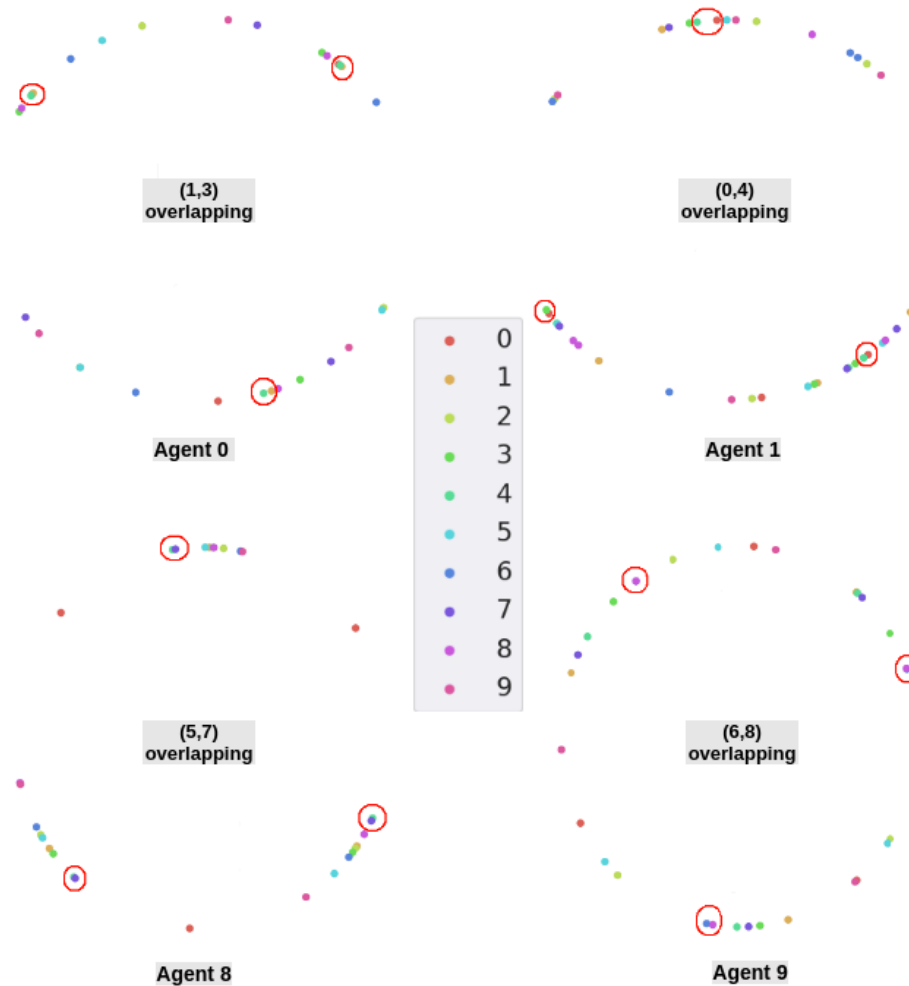 (1,3)
overlapping
(0,4)
overlapping
Agent 0
Agent 1
0
1
2
3
4
5
6
7
8
9
(5,7)
overlapping
(6,8)
overlapping
Agent 8
Agent 9